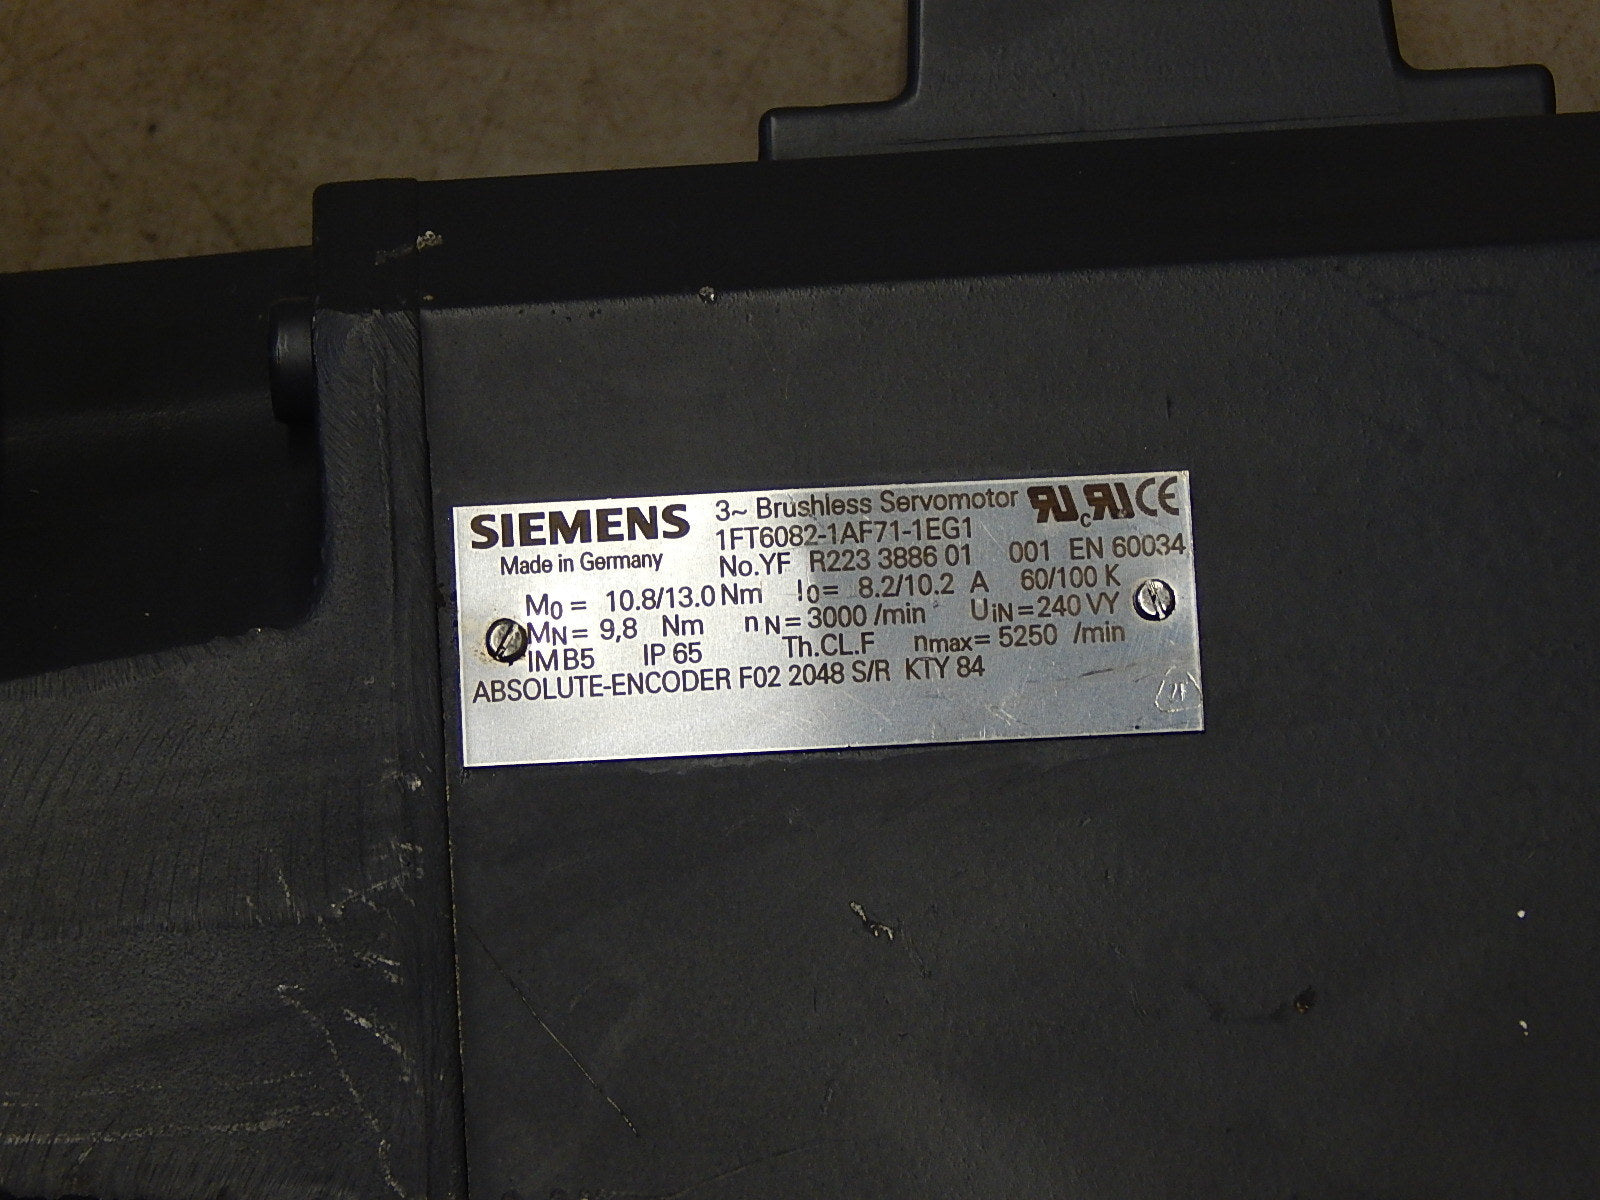 SIEMENS
Made in Germany
3~ Brushless Servomotor
1FT6082-1AF71-1EG1
No.YF R223 3886 01 001 EN 60034
M0 = 10.8/13.0 Nm I0= 8.2/10.2 A 60/100 K
MN = 9,8 Nm nN = 3000 /min UIN = 240 VY
IM B5 IP 65 Th.CL.F nmax = 5250 /min
ABSOLUTE-ENCODER F02 2048 S/R KTY 84